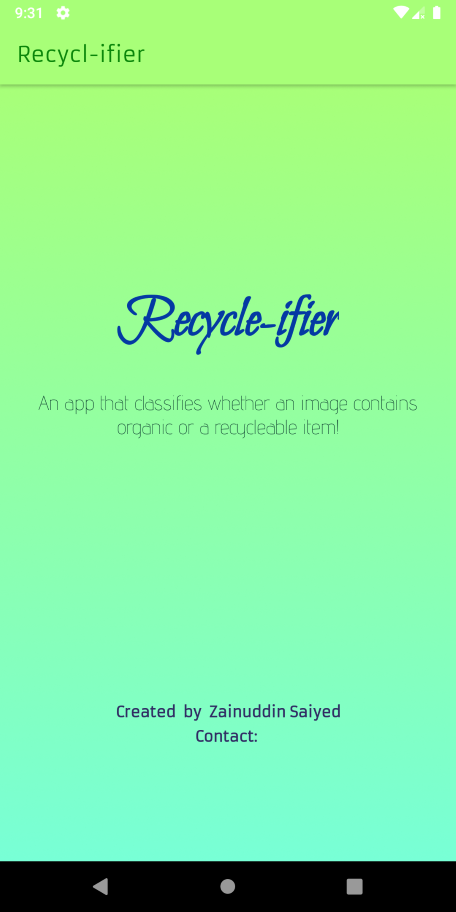 9:31
Recycl-ifier
Recycle-ifier
An app that classifies whether an image contains
organic or a recycleable item!
Created by Zainuddin Saiyed
Contact: